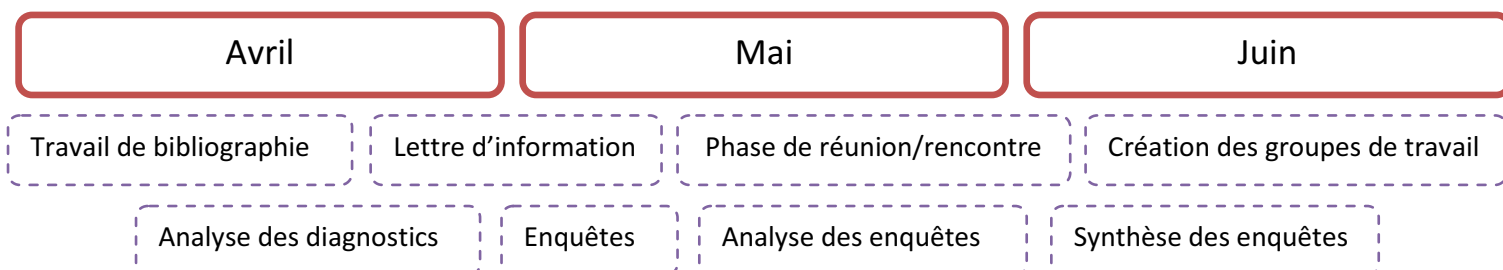 Avril Mai Juin
Travail de bibliographie Lettre d’information Phase de réunion/rencontre Création des groupes de travail
Analyse des diagnostics Enquêtes Analyse des enquêtes Synthèse des enquêtes